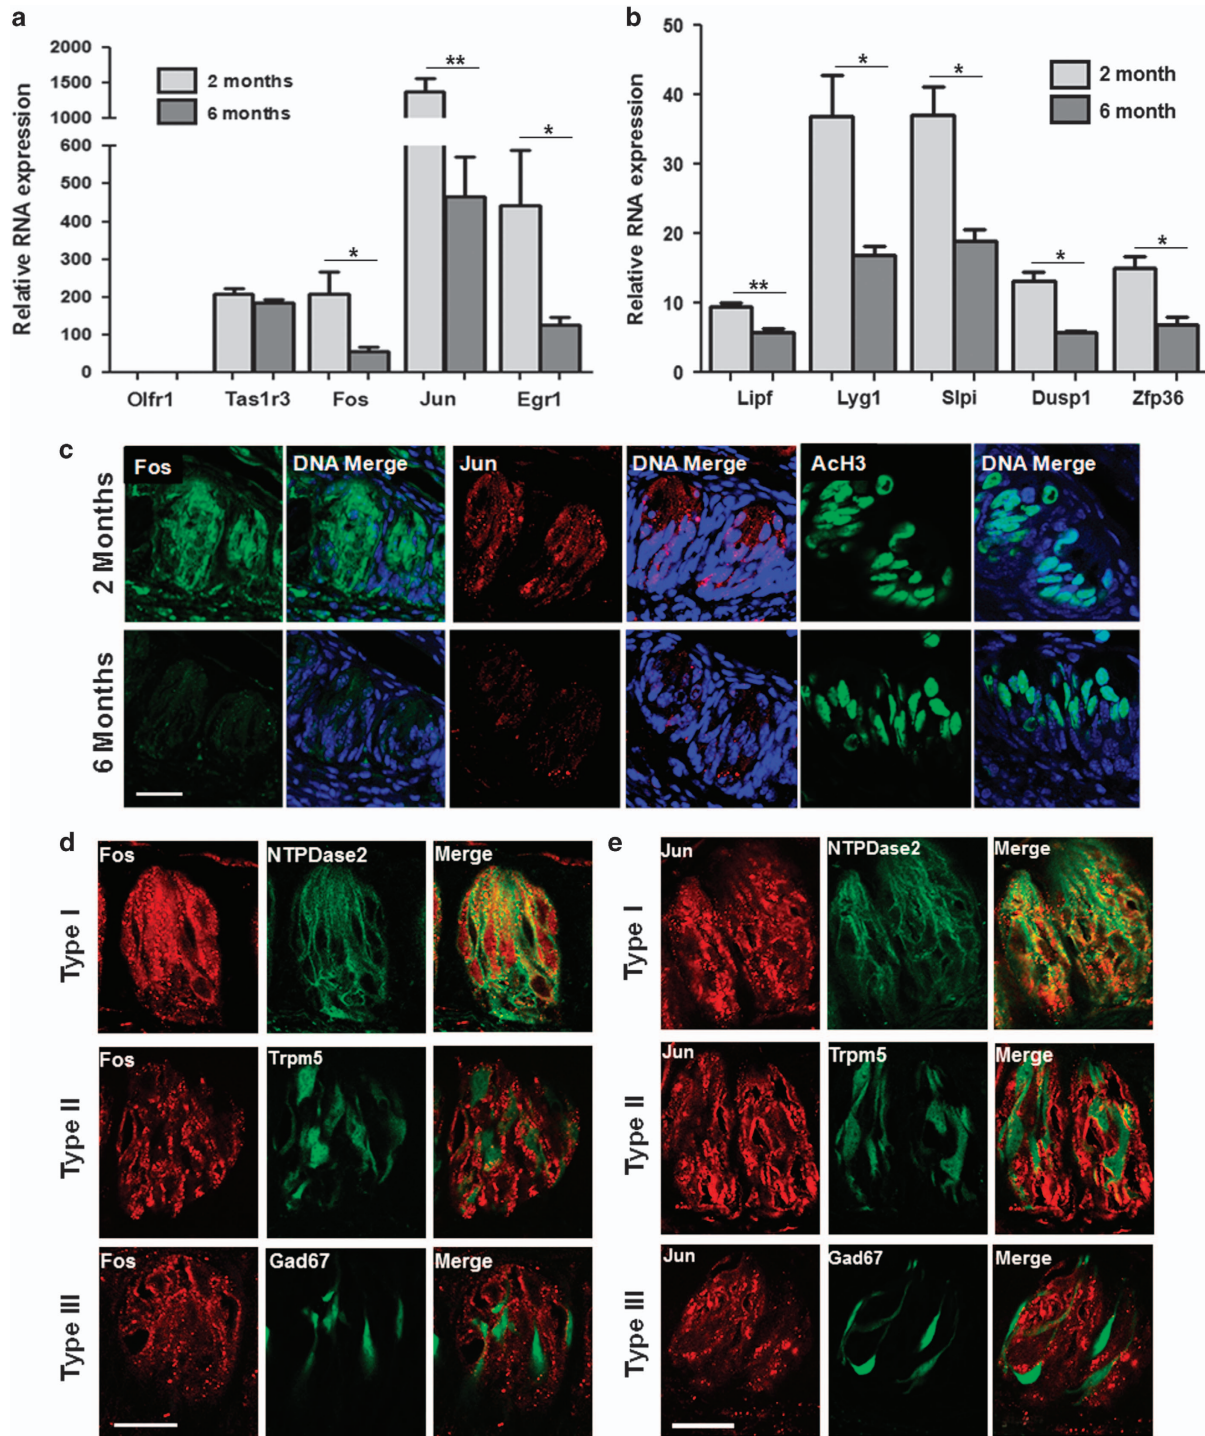 a
Relative RNA expression
2000
1500
1000
600
500
400
300
200
100
0
2 months
6 months
*
**
*
Olfr1 Tas1r3 Fos Jun Egr1
b
Relative RNA expression
50
40
30
20
10
0
2 month
6 month
**
*
*
*
*
Lipf Lyg1 Slpi Dusp1 Zfp36
c
2 Months
Fos DNA Merge Jun DNA Merge AcH3 DNA Merge
6 Months
d
Type I
Fos NTPDase2 Merge
Type II
Fos Trpm5 Merge
Type III
Fos Gad67 Merge
e
Type I
Jun NTPDase2 Merge
Type II
Jun Trpm5 Merge
Type III
Jun Gad67 Merge